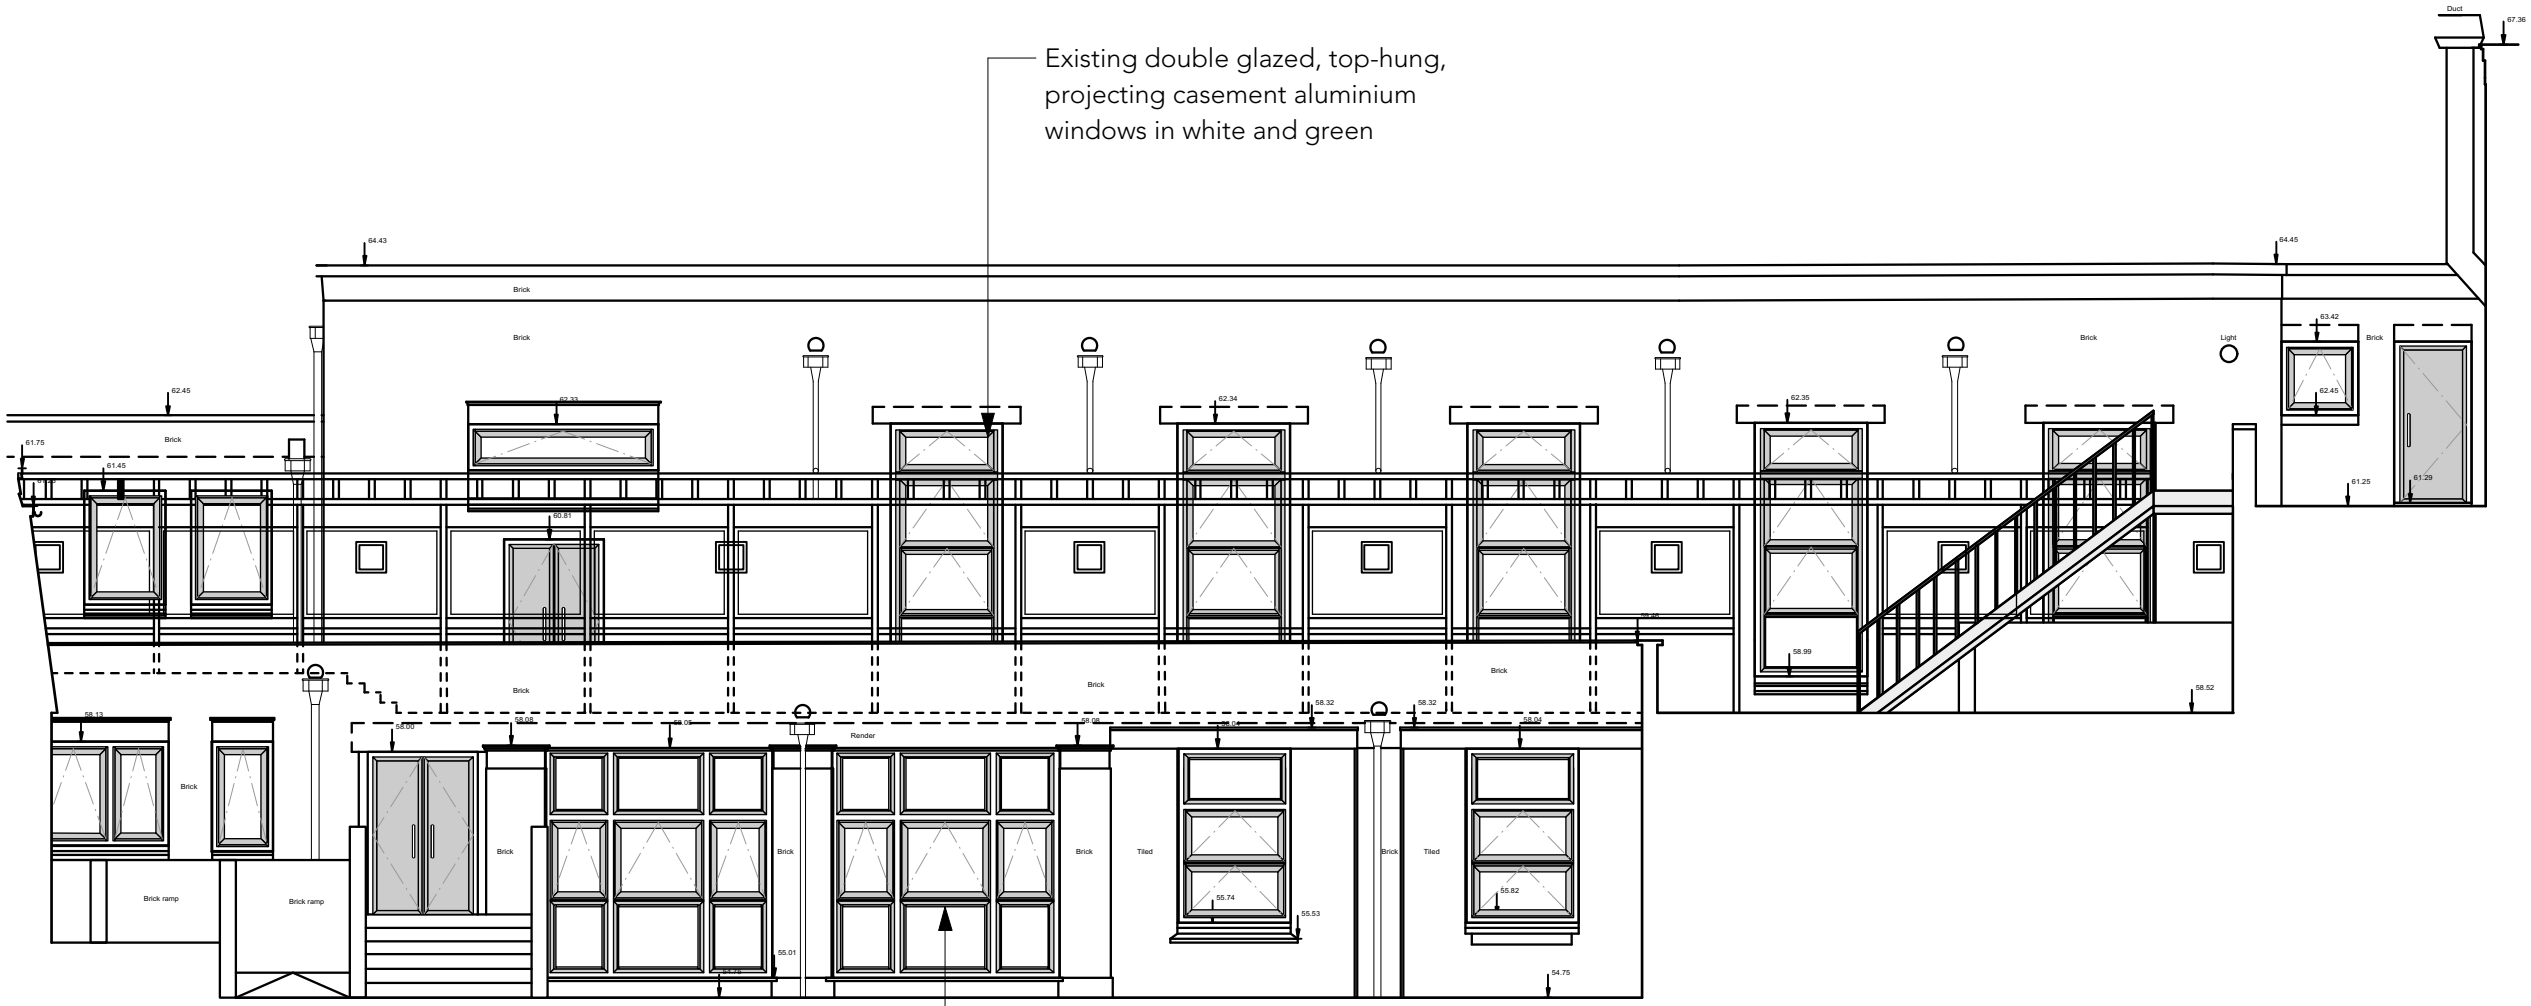 Duct
67.36
Existing double glazed, top-hung,
projecting casement aluminium
windows in white and green
64.43
64.45
Brick
63.42
Brick
Brick
Light
Brick
62.45
62.33
62.34
62.35
62.45
61.75
Brick
61.45
61.29
61.25
60.81
59.48
58.99
Brick
Brick
Brick
58.52
58.13
58.00
58.08
58.05
58.08
58.04
58.32
58.32
58.04
Render
Brick
Brick
Brick
Brick
Tiled
Brick
Tiled
Brick ramp
Brick ramp
55.74
55.82
55.53
55.01
54.75
54.75